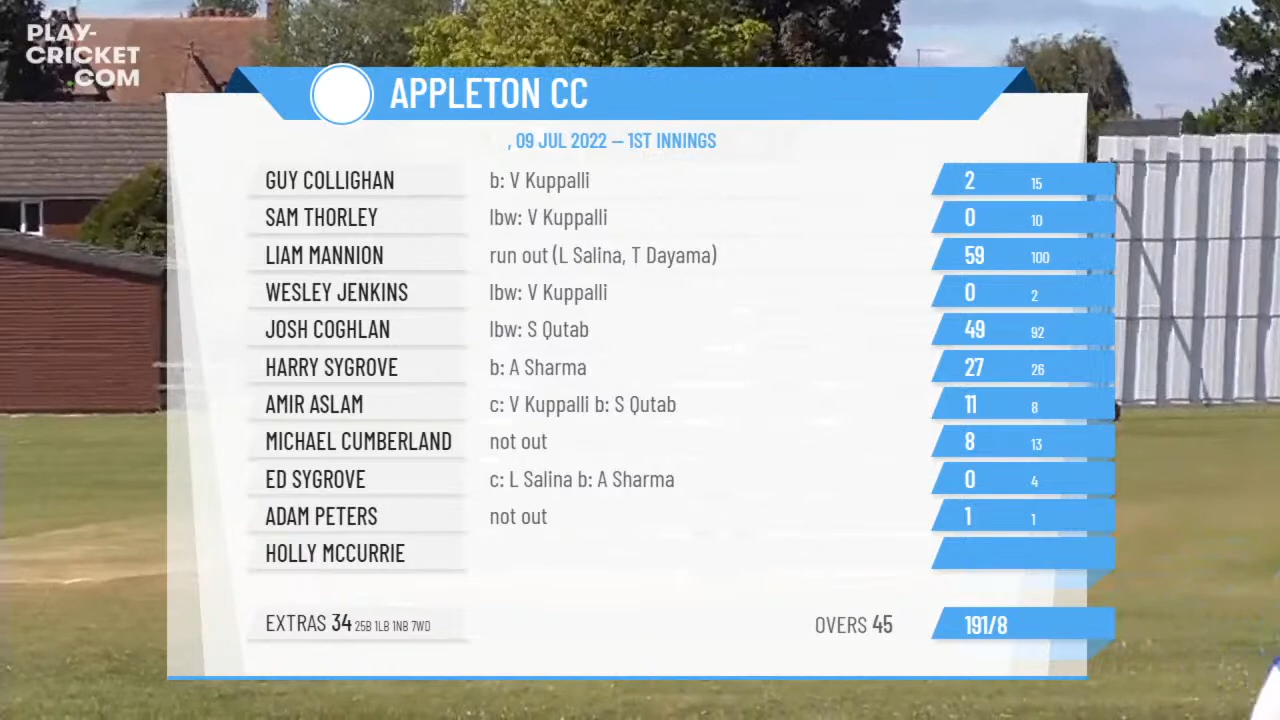 PLAY-
CRICKET
.COM
APPLETON CC
, 09 JUL 2022 – 1ST INNINGS
GUY COLLIGHAN b: V Kuppalli 2 15
SAM THORLEY lbw: V Kuppalli 0 10
LIAM MANNION run out (L Salina, T Dayama) 59 100
WESLEY JENKINS lbw: V Kuppalli 0 2
JOSH COGHLAN lbw: S Qutab 49 92
HARRY SYGROVE b: A Sharma 27 26
AMIR ASLAM c: V Kuppalli b: S Qutab 11 8
MICHAEL CUMBERLAND not out 8 13
ED SYGROVE c: L Salina b: A Sharma 0 4
ADAM PETERS not out 1 1
HOLLY MCCURRIE
EXTRAS 34 25B 1LB 1NB 7WD OVERS 45 191/8